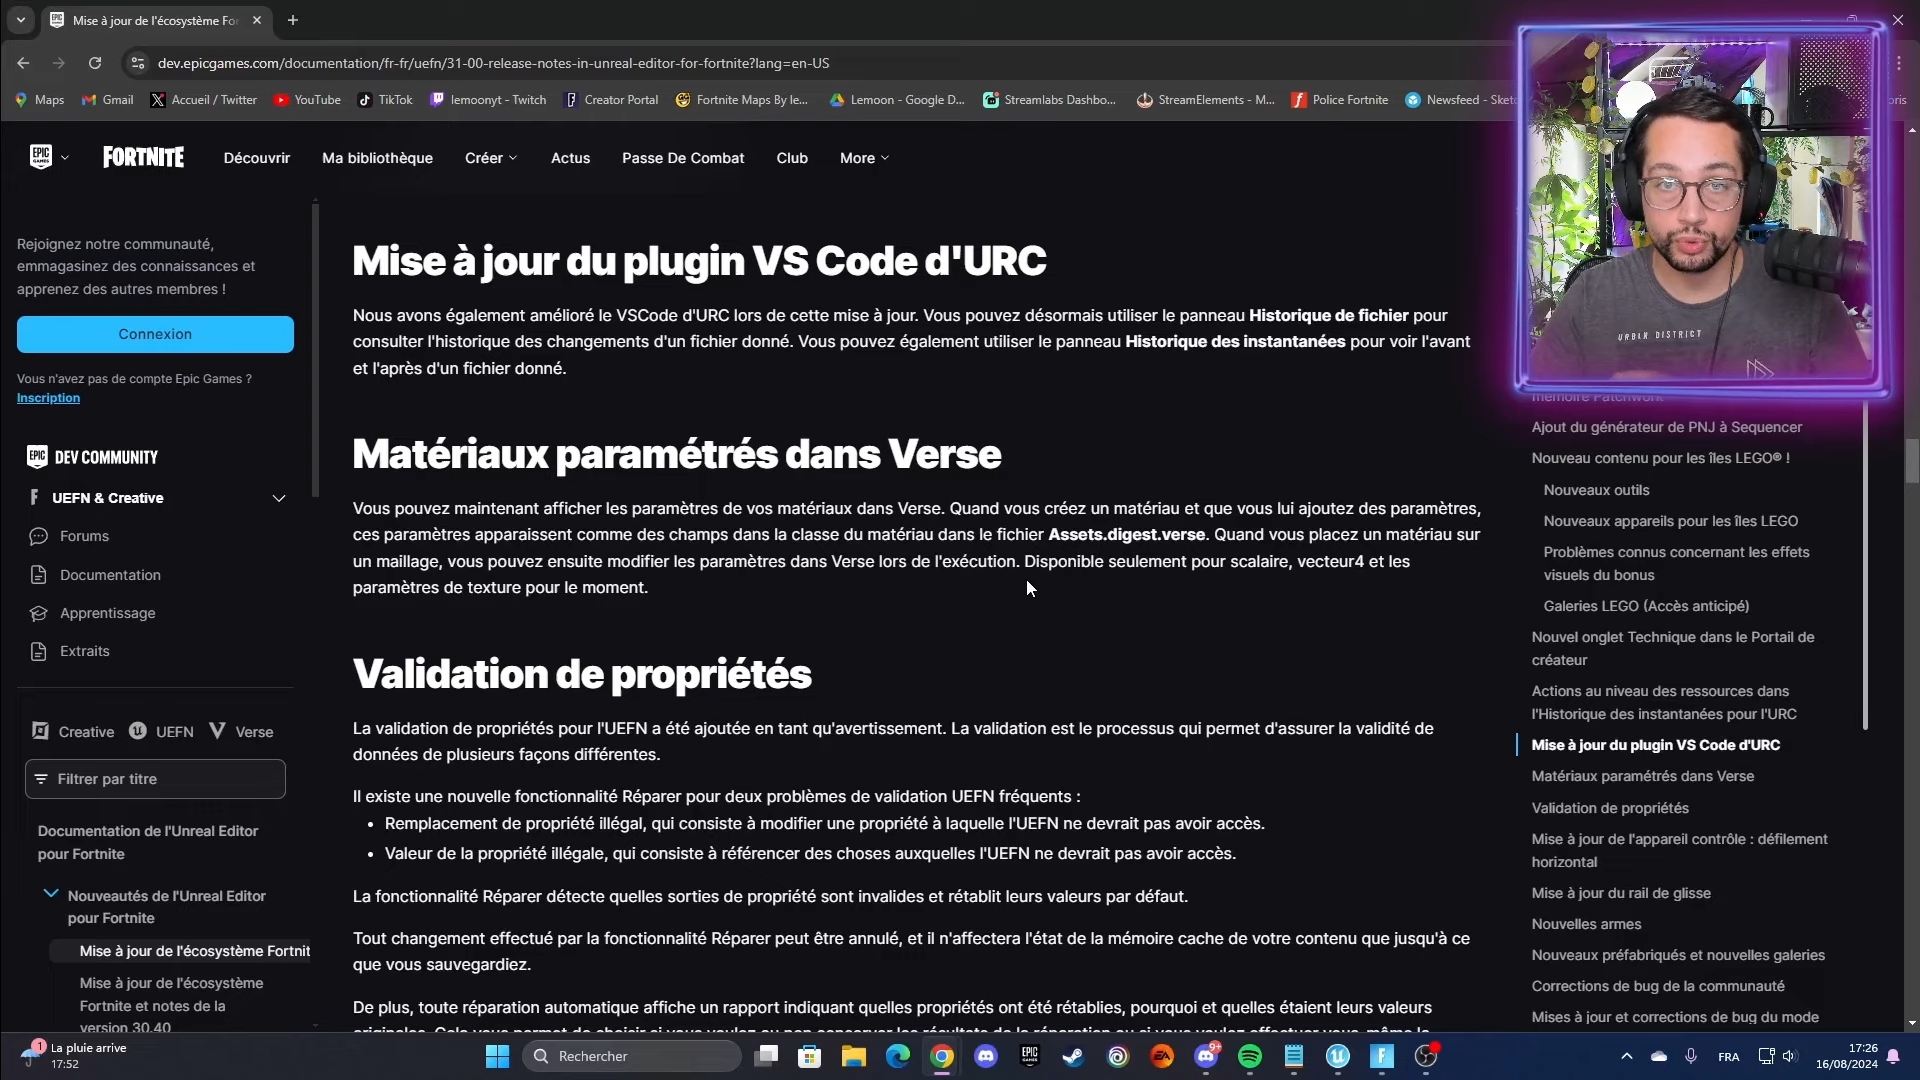 Mise à jour de l'écosystème For
dev.epicgames.com/documentation/fr-fr/uefn/31-00-release-notes-in-unreal-editor-for-fortnite?lang=en-US
Maps
Gmail
Accueil / Twitter
YouTube
TikTok
lemoonyt - Twitch
Creator Portal
Fortnite Maps By le...
Lemoon - Google D...
Streamlabs Dashbo...
StreamElements - M...
Police Fortnite
Newsfeed - Sketc
EPIC GAMES
FORTNITE
Découvrir
Ma bibliothèque
Créer
Actus
Passe De Combat
Club
More
Rejoignez notre communauté,
emmagasinez des connaissances et
apprenez des autres membres !
Connexion
Vous n'avez pas de compte Epic Games ?
Inscription
EPIC DEV COMMUNITY
UEFN & Creative
Forums
Documentation
Apprentissage
Extraits
Creative
UEFN
Verse
Filtrer par titre
Documentation de l'Unreal Editor
pour Fortnite
Nouveautés de l'Unreal Editor
pour Fortnite
Mise à jour de l'écosystème Fortnit
Mise à jour de l'écosystème
Fortnite et notes de la
version 30.40
Mise à jour du plugin VS Code d'URC
Nous avons également amélioré le VSCode d'URC lors de cette mise à jour. Vous pouvez désormais utiliser le panneau Historique de fichier pour
consulter l'historique des changements d'un fichier donné. Vous pouvez également utiliser le panneau Historique des instantanées pour voir l'avant
et l'après d'un fichier donné.
Matériaux paramétrés dans Verse
Vous pouvez maintenant afficher les paramètres de vos matériaux dans Verse. Quand vous créez un matériau et que vous lui ajoutez des paramètres,
ces paramètres apparaissent comme des champs dans la classe du matériau dans le fichier Assets.digest.verse. Quand vous placez un matériau sur
un maillage, vous pouvez ensuite modifier les paramètres dans Verse lors de l'exécution. Disponible seulement pour scalaire, vecteur4 et les
paramètres de texture pour le moment.
Validation de propriétés
La validation de propriétés pour l'UEFN a été ajoutée en tant qu'avertissement. La validation est le processus qui permet d'assurer la validité de
données de plusieurs façons différentes.
Il existe une nouvelle fonctionnalité Réparer pour deux problèmes de validation UEFN fréquents :
• Remplacement de propriété illégal, qui consiste à modifier une propriété à laquelle l'UEFN ne devrait pas avoir accès.
• Valeur de la propriété illégale, qui consiste à référencer des choses auxquelles l'UEFN ne devrait pas avoir accès.
La fonctionnalité Réparer détecte quelles sorties de propriété sont invalides et rétablit leurs valeurs par défaut.
Tout changement effectué par la fonctionnalité Réparer peut être annulé, et il n'affectera l'état de la mémoire cache de votre contenu que jusqu'à ce
que vous sauvegardiez.
De plus, toute réparation automatique affiche un rapport indiquant quelles propriétés ont été rétablies, pourquoi et quelles étaient leurs valeurs
URBAN DISTRICT
mémoire Patchwork
Ajout du générateur de PNJ à Sequencer
Nouveau contenu pour les îles LEGO® !
Nouveaux outils
Nouveaux appareils pour les îles LEGO
Problèmes connus concernant les effets
visuels du bonus
Galeries LEGO (Accès anticipé)
Nouvel onglet Technique dans le Portail de
créateur
Actions au niveau des ressources dans
l'Historique des instantanées pour l'URC
Mise à jour du plugin VS Code d'URC
Matériaux paramétrés dans Verse
Validation de propriétés
Mise à jour de l'appareil contrôle : défilement
horizontal
Mise à jour du rail de glisse
Nouvelles armes
Nouveaux préfabriqués et nouvelles galeries
Corrections de bug de la communauté
Mises à jour et corrections de bug du mode
1
La pluie arrive
17:52
Rechercher
EPIC
EA
9+
FRA
17:26
16/08/2024